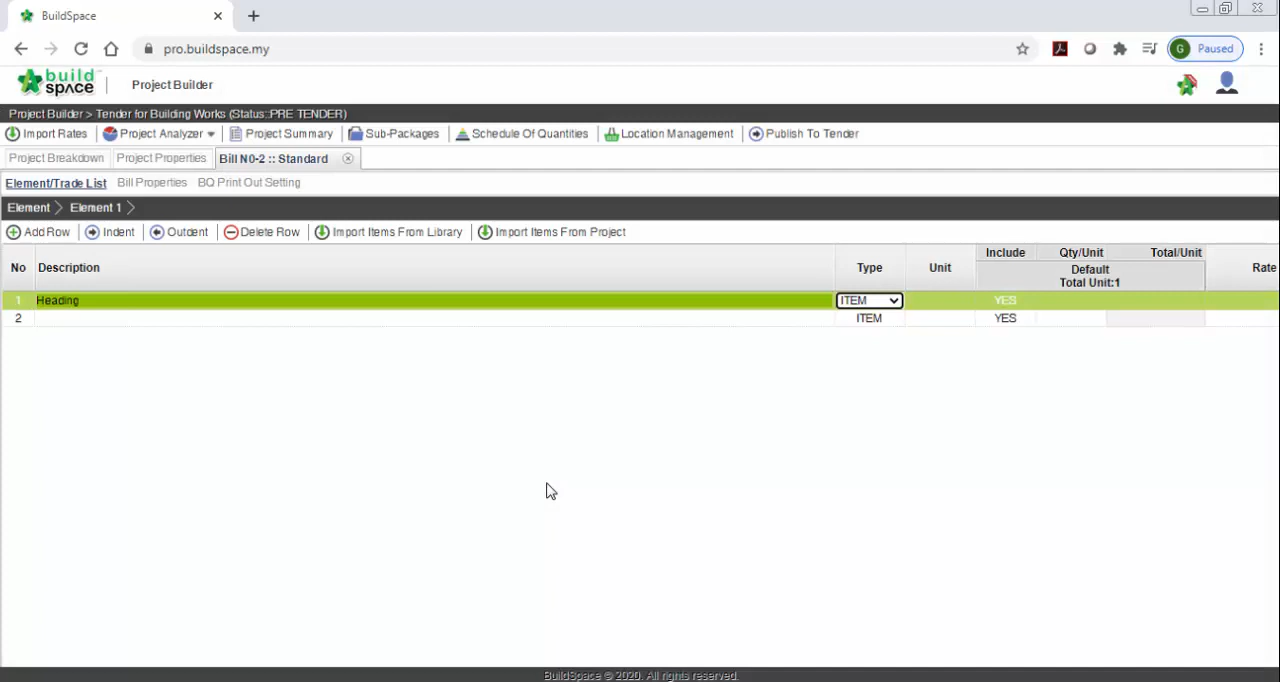 BuildSpace
pro.buildspace.my
G Paused
build space
Project Builder
Project Builder > Tender for Building Works (Status::PRE TENDER)
Import Rates Project Analyzer Project Summary Sub-Packages Schedule Of Quantities Location Management Publish To Tender
Project Breakdown Project Properties Bill N0-2 :: Standard
Element/Trade List Bill Properties BQ Print Out Setting
Element Element 1
Add Row Indent Outdent Delete Row Import Items From Library Import Items From Project
No Description Type Unit Include Qty/Unit Total/Unit Rate
Default
Total Unit:1
1 Heading ITEM YES
2 ITEM YES
BuildSpace © 2020. All rights reserved.